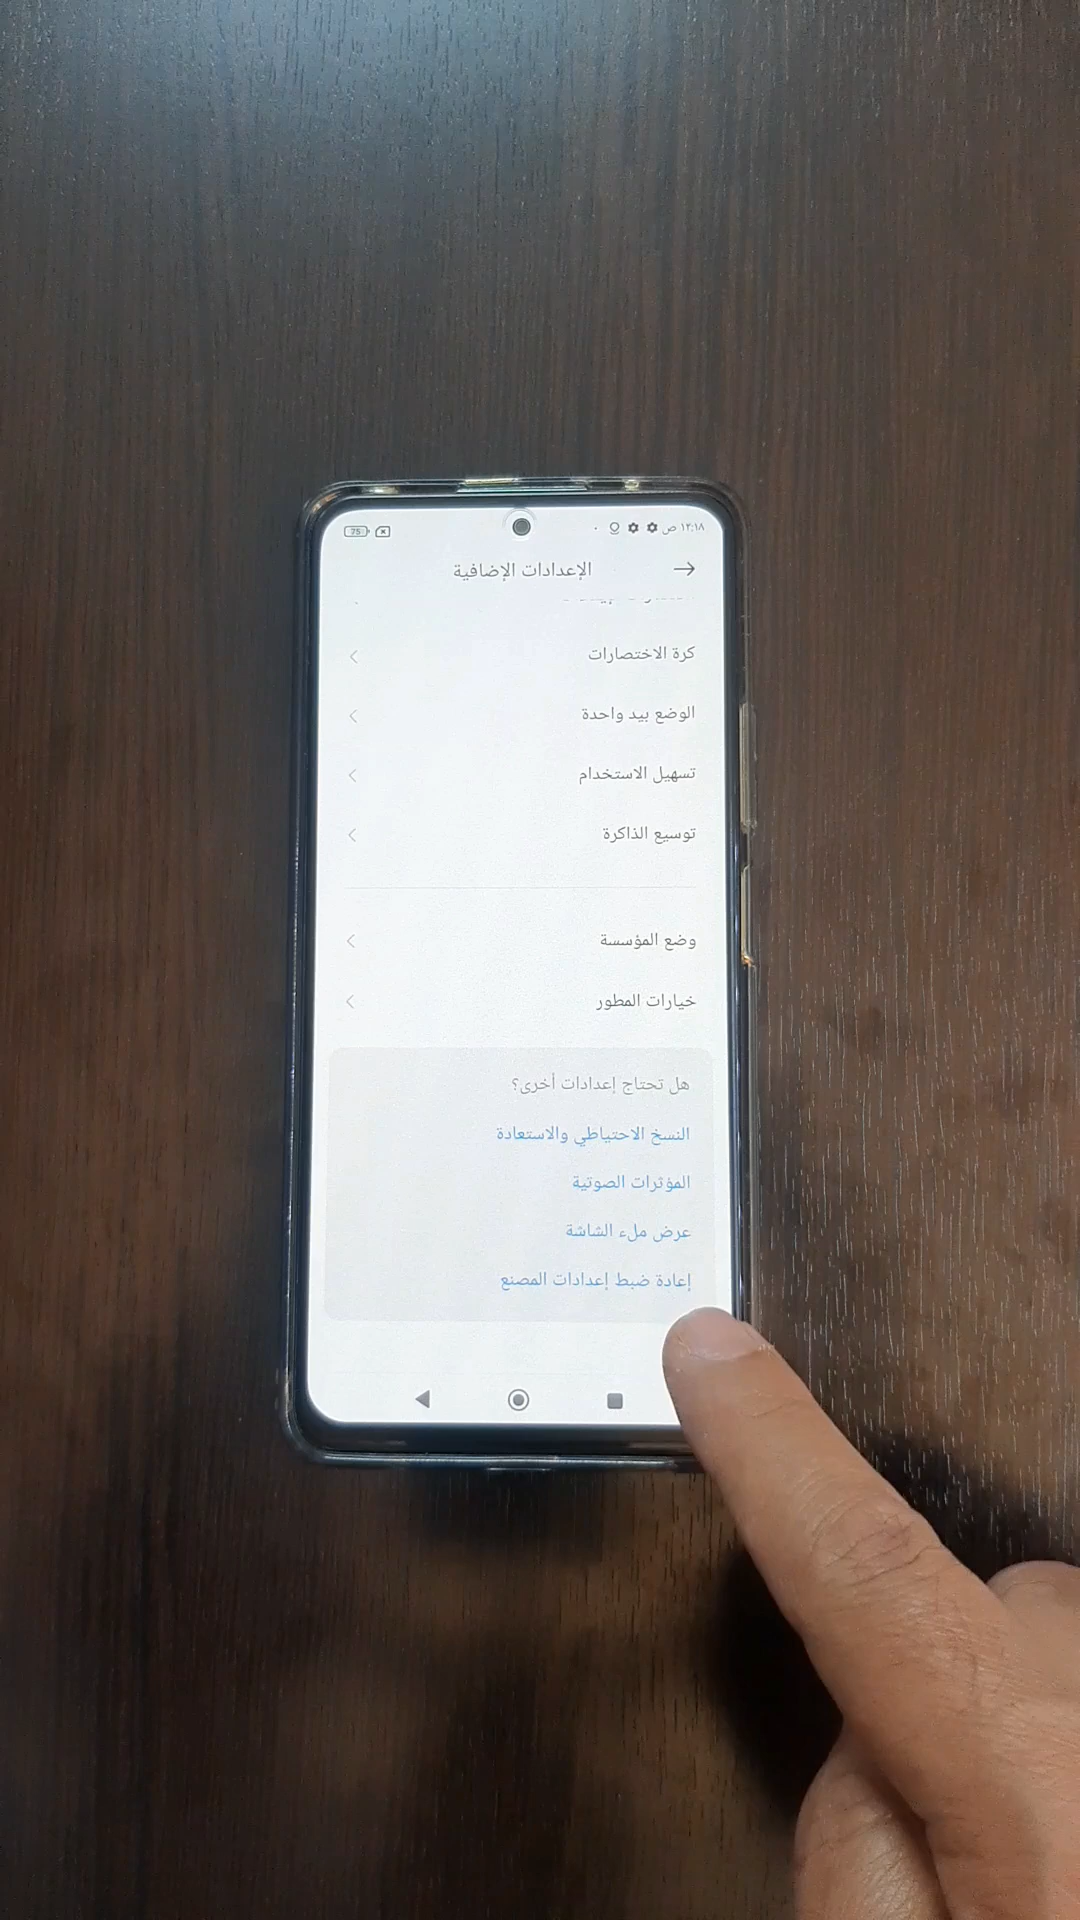 ١٢:١٨ ص
75
الإعدادات الإضافية
كرة الاختصارات
الوضع بيد واحدة
تسهيل الاستخدام
توسيع الذاكرة
وضع المؤسسة
خيارات المطور
هل تحتاج إعدادات أخرى؟
النسخ الاحتياطي والاستعادة
المؤثرات الصوتية
عرض ملء الشاشة
إعادة ضبط إعدادات المصنع